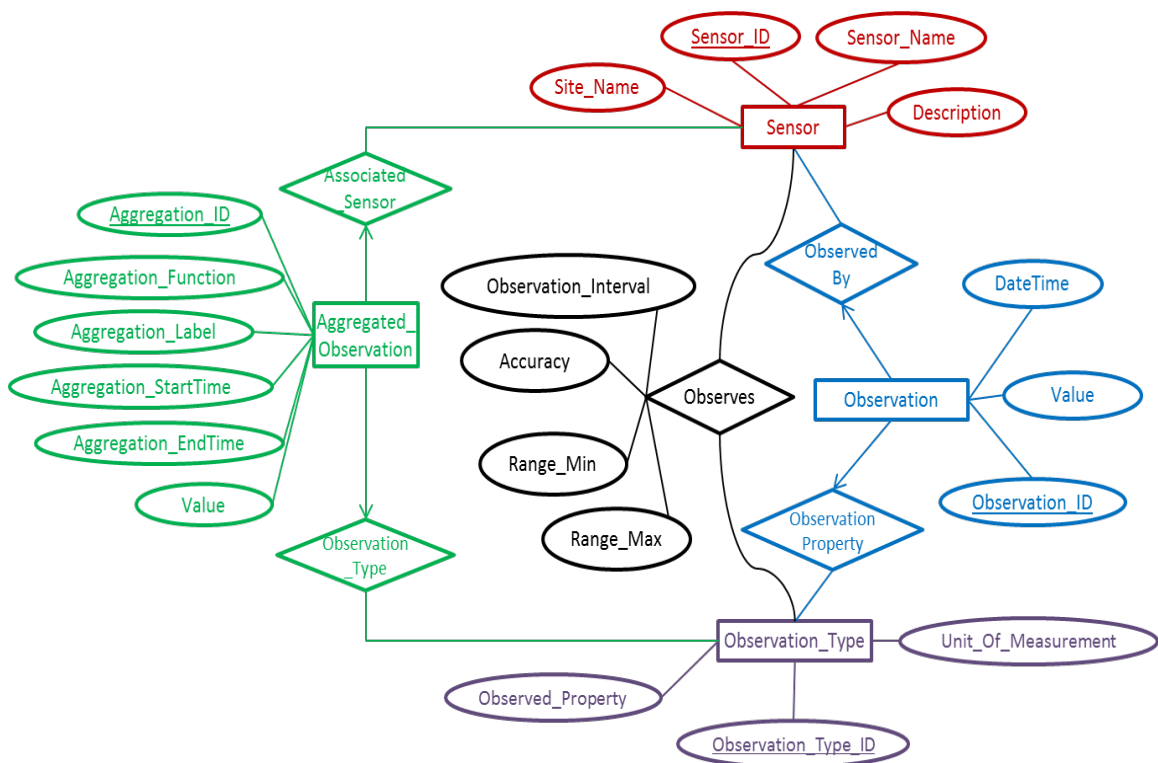 Sensor_ID
Sensor_Name
Site_Name
Description
Sensor
Associated
_Sensor
Aggregation_ID
Aggregation_Function
Aggregation_Label
Aggregation_StartTime
Aggregation_EndTime
Value
Aggregated_
Observation
Observation
_Type
Observation_Interval
Accuracy
Range_Min
Range_Max
Observes
Observed
By
DateTime
Value
Observation_ID
Observation
Observation
Property
Observation_Type
Unit_Of_Measurement
Observed_Property
Observation_Type_ID